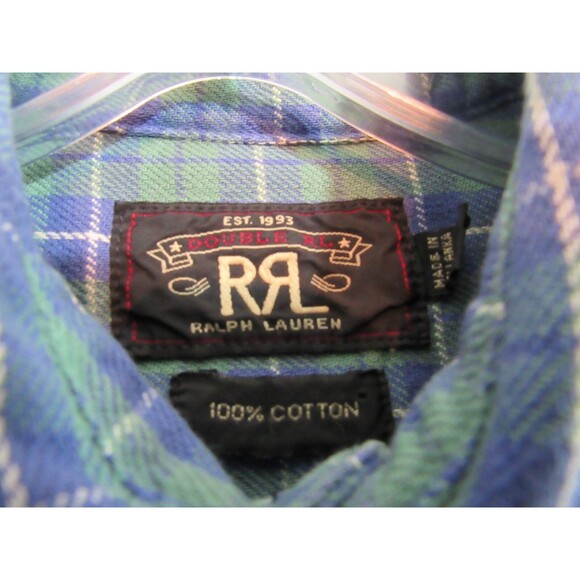 EST. 1993
DOUBLE RL
RRL
RALPH LAUREN
MADE IN
100% COTTON